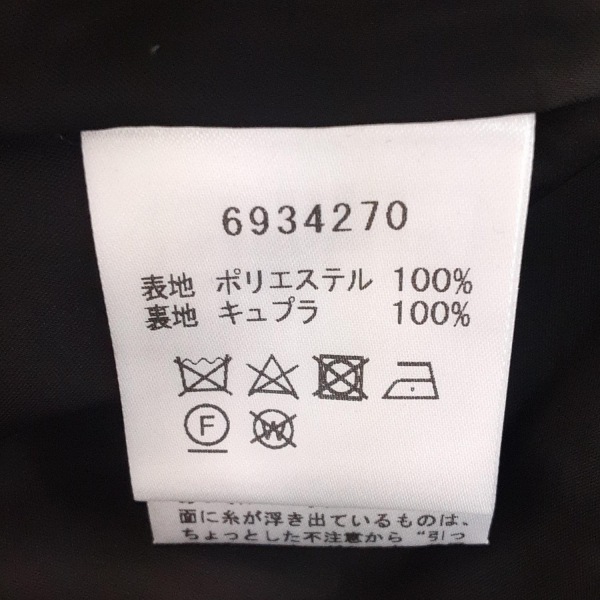 6934270
表地 ポリエステル 100%
裏地 キュプラ 100%
F
W
面に糸が浮き出ているものは、
ちょっとした不注意から "引っ